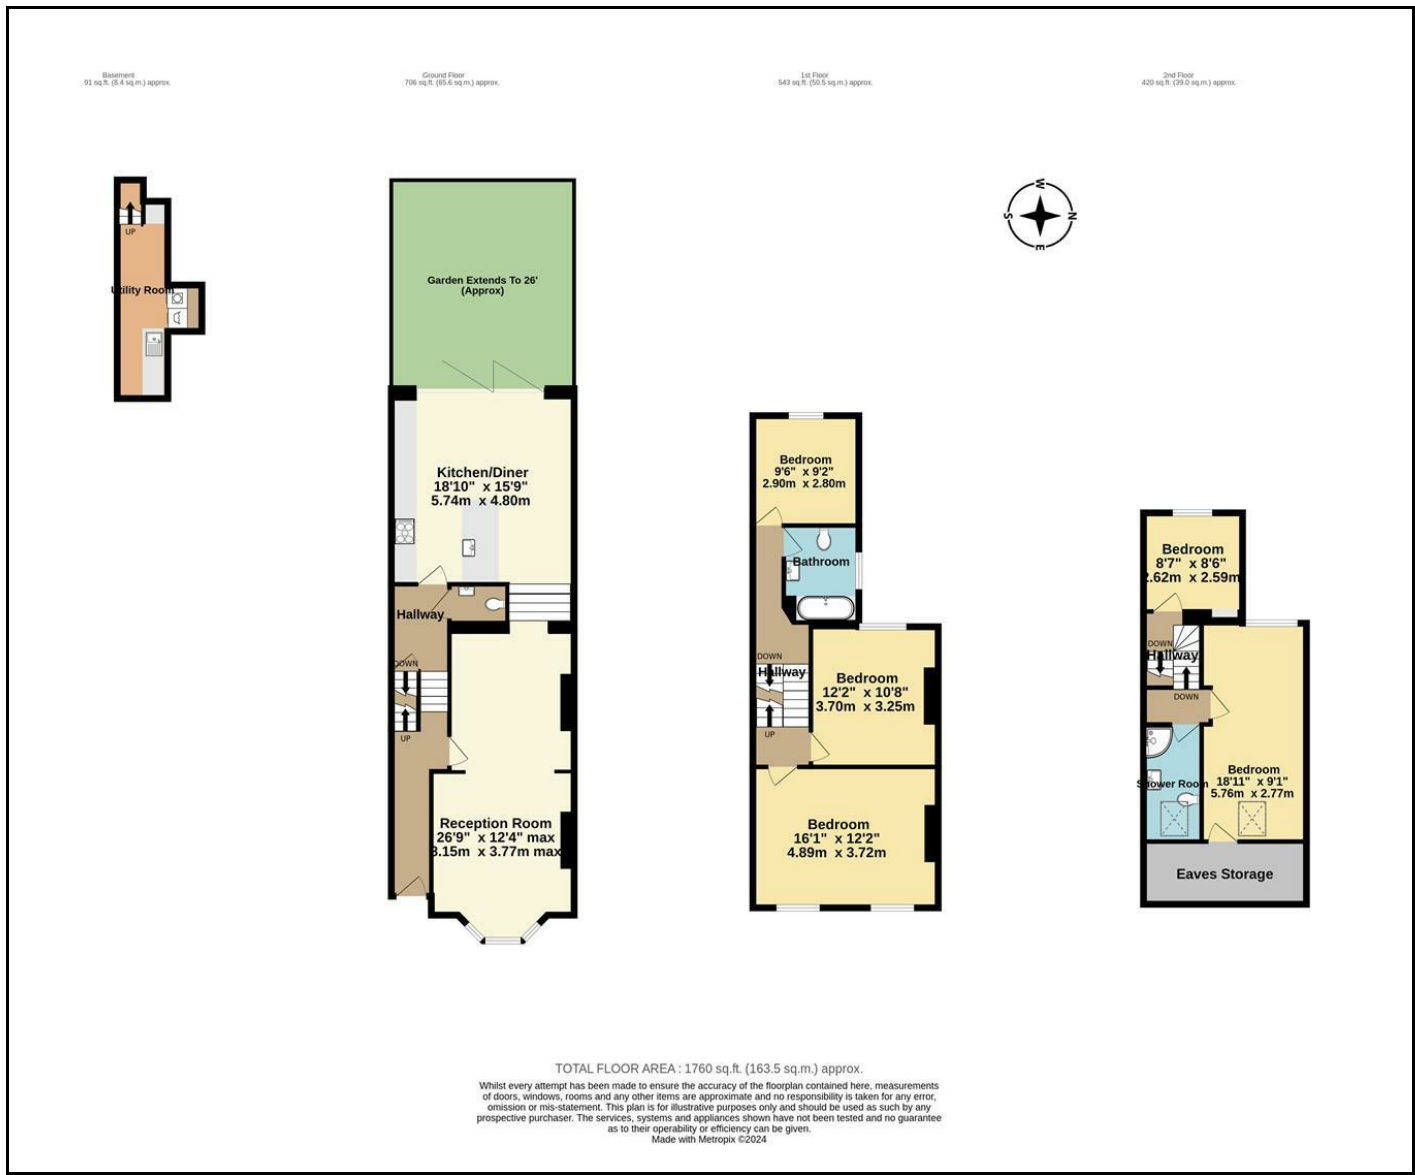 Basement
91 sq.ft. (8.4 sq.m.) approx.
Ground Floor
706 sq.ft. (65.6 sq.m.) approx.
1st Floor
543 sq.ft. (50.5 sq.m.) approx.
2nd Floor
420 sq.ft. (39.0 sq.m.) approx.
UP
Utility Room
Garden Extends To 26'
(Approx)
Kitchen/Diner
18'10" x 15'9"
5.74m x 4.80m
Hallway
DOWN
UP
Reception Room
26'9" x 12'4" max
8.15m x 3.77m max
W
S
N
E
Bedroom
9'6" x 9'2"
2.90m x 2.80m
Bathroom
DOWN
Hallway
UP
Bedroom
12'2" x 10'8"
3.70m x 3.25m
Bedroom
16'1" x 12'2"
4.89m x 3.72m
Bedroom
8'7" x 8'6"
2.62m x 2.59m
DOWN
Hallway
DOWN
Shower Room
Bedroom
18'11" x 9'1"
5.76m x 2.77m
Eaves Storage
TOTAL FLOOR AREA : 1760 sq.ft. (163.5 sq.m.) approx.
Whilst every attempt has been made to ensure the accuracy of the floorplan contained here, measurements
of doors, windows, rooms and any other items are approximate and no responsibility is taken for any error,
omission or mis-statement. This plan is for illustrative purposes only and should be used as such by any
prospective purchaser. The services, systems and appliances shown have not been tested and no guarantee
as to their operability or efficiency can be given.
Made with Metropix ©2024